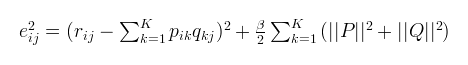 $e_{ij}^2 = (r_{ij} - \sum_{k=1}^{K} p_{ik}q_{kj})^2 + \frac{\beta}{2} \sum_{k=1}^{K} (||P||^2 + ||Q||^2)$